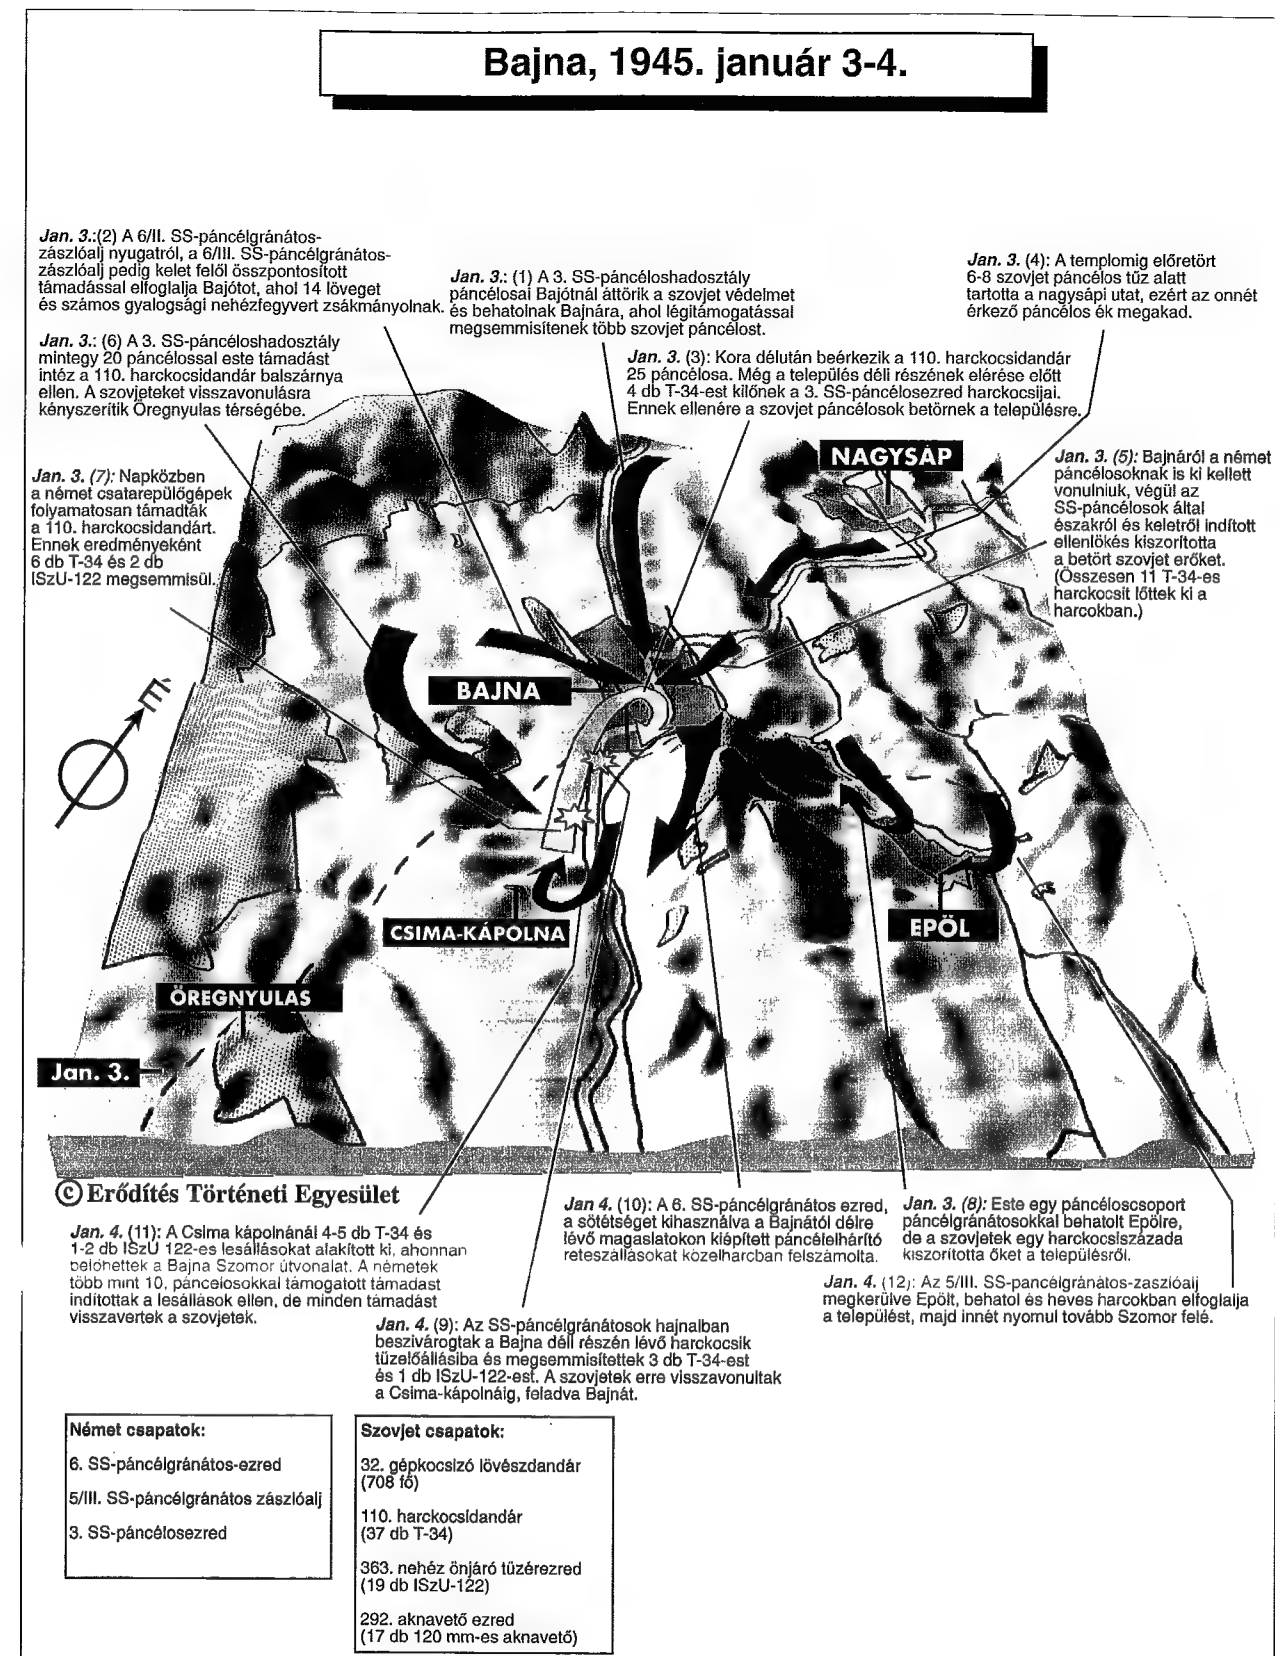 Bajna, 1945. január 3-4.
Jan. 3.:(2) A 6/II. SS-páncélgránátos-
zászlóalj nyugatról, a 6/III. SS-páncélgránátos-
zászlóalj pedig kelet felől összpontosított
támadással elfoglalja Bajótot, ahol 14 löveget
és számos gyalogsági nehézfegyvert zsákmányolnak.
Jan. 3.: (1) A 3. SS-páncéloshadosztály
páncélosai Bajótnál áttörik a szovjet védelmet
és behatolnak Bajnára, ahol légitámogatással
megsemmisítenek több szovjet páncélost.
Jan. 3. (4): A templomig előretört
6-8 szovjet páncélos tűz alatt
tartotta a nagysápi utat, ezért az onnét
érkező páncélos ék megakad.
Jan. 3.: (6) A 3. SS-páncéloshadosztály
mintegy 20 páncélossal este támadást
intéz a 110. harckocsidandár balszárnya
ellen. A szovjeteket visszavonulásra
kényszerítik Öregnyulas térségébe.
Jan. 3. (3): Kora délután beérkezik a 110. harckocsidandár
25 páncélosa. Még a település déli részének elérése előtt
4 db T-34-est kilőnek a 3. SS-páncélosezred harckocsijai.
Ennek ellenére a szovjet páncélosok betörnek a településre.
Jan. 3. (7): Napközben
a német csatarepülőgépek
folyamatosan támadták
a 110. harckocsidandárt.
Ennek eredményeként
6 db T-34 és 2 db
ISzU-122 megsemmisül.
Jan. 3. (5): Bajnáról a német
páncélosoknak is ki kellett
vonulniuk, végül az
SS-páncélosok által
északról és keletről indított
ellenlökés kiszorította
a betört szovjet erőket.
(Összesen 11 T-34-es
harckocsit lőttek ki a
harcokban.)
NAGYSÁP
BAJNA
É
CSIMA-KÁPOLNA
EPÖL
ÖREGNYULAS
Jan. 3.
© Erődítés Történeti Egyesület
Jan. 4. (11): A Csima kápolnánál 4-5 db T-34 és
1-2 db ISzU 122-es lesállásokat alakított ki, ahonnan
belőhettek a Bajna Szomor útvonalat. A németek
több mint 10, páncélosokkal támogatott támadást
indítottak a lesállások ellen, de minden támadást
visszavertek a szovjetek.
Jan 4. (10): A 6. SS-páncélgránátos ezred,
a sötétséget kihasználva a Bajnától délre
lévő magaslatokon kiépített páncélelhárító
reteszállásokat közelharcban felszámolta.
Jan. 3. (8): Este egy páncéloscsoport
páncélgránátosokkal behatolt Epölre,
de a szovjetek egy harckocsiszázada
kiszorította őket a településről.
Jan. 4. (12): Az 5/III. SS-páncélgránátos-zászlóalj
megkerülve Epölt, behatol és heves harcokban elfoglalja
a települést, majd innét nyomul tovább Szomor felé.
Jan. 4. (9): Az SS-páncélgránátosok hajnalban
beszivárogtak a Bajna déli részén lévő harckocsik
tüzelőállásiba és megsemmisítettek 3 db T-34-est
és 1 db ISzU-122-est. A szovjetek erre visszavonultak
a Csima-kápolnáig, feladva Bajnát.
Német csapatok:
6. SS-páncélgránátos-ezred
5/III. SS-páncélgránátos zászlóalj
3. SS-páncélosezred
Szovjet csapatok:
32. gépkocsizó lövészdandár
(708 fő)
110. harckocsidandár
(37 db T-34)
363. nehéz önjáró tüzérezred
(19 db ISzU-122)
292. aknavető ezred
(17 db 120 mm-es aknavető)